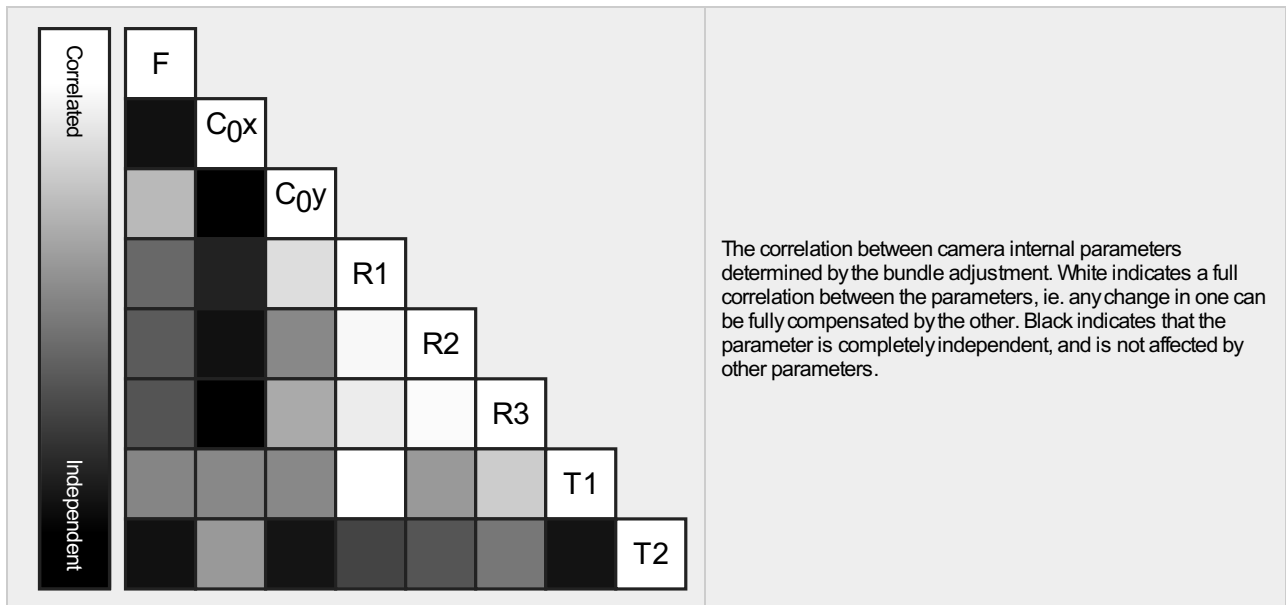 Correlated
Independent
F
C0x
C0y
R1
R2
R3
T1
T2
The correlation between camera internal parameters
determined by the bundle adjustment. White indicates a full
correlation between the parameters, ie. any change in one can
be fully compensated by the other. Black indicates that the
parameter is completely independent, and is not affected by
other parameters.